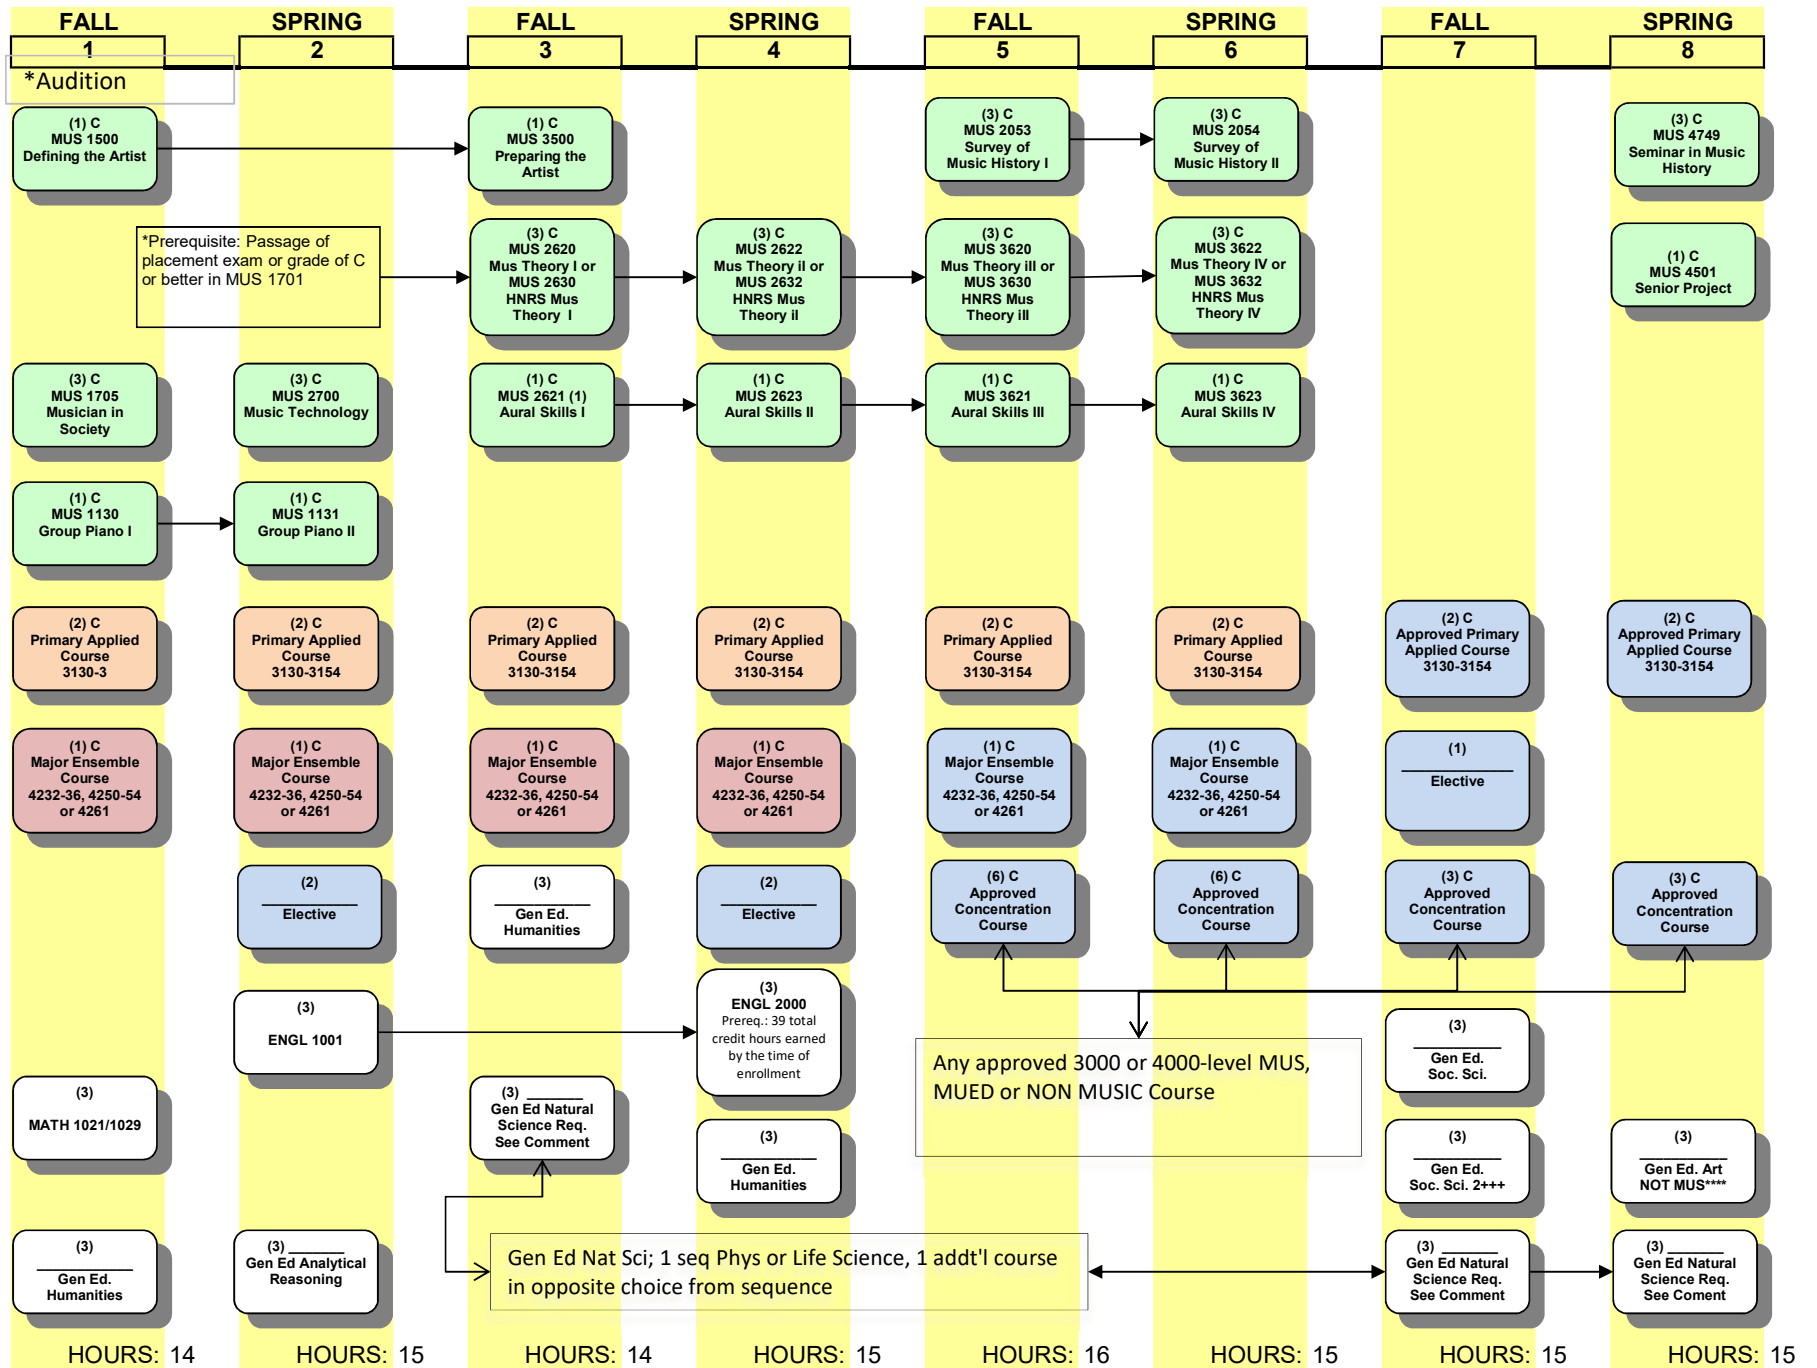 FALL
SPRING
FALL
SPRING
FALL
SPRING
FALL
SPRING
1
2
3
4
5
6
7
8
*Audition
(1) C
MUS 1500
Defining the Artist
(1) C
MUS 3500
Preparing the
Artist
(3) C
MUS 2053
Survey of
Music History I
(3) C
MUS 2054
Survey of
Music History II
(3) C
MUS 4749
Seminar in Music
History
*Prerequisite: Passage of
placement exam or grade of C
or better in MUS 1701
(3) C
MUS 2620
Mus Theory I or
MUS 2630
HNRS Mus
Theory I
(3) C
MUS 2622
Mus Theory iI or
MUS 2632
HNRS Mus
Theory iI
(3) C
MUS 3620
Mus Theory iII or
MUS 3630
HNRS Mus
Theory iII
(3) C
MUS 3622
Mus Theory IV or
MUS 3632
HNRS Mus
Theory IV
(1) C
MUS 4501
Senior Project
(3) C
MUS 1705
Musician in
Society
(3) C
MUS 2700
Music Technology
(1) C
MUS 2621 (1)
Aural Skills I
(1) C
MUS 2623
Aural Skills II
(1) C
MUS 3621
Aural Skills III
(1) C
MUS 3623
Aural Skills IV
(1) C
MUS 1130
Group Piano I
(1) C
MUS 1131
Group Piano II
(2) C
Primary Applied
Course
3130-3
(2) C
Primary Applied
Course
3130-3154
(2) C
Primary Applied
Course
3130-3154
(2) C
Primary Applied
Course
3130-3154
(2) C
Primary Applied
Course
3130-3154
(2) C
Primary Applied
Course
3130-3154
(2) C
Approved Primary
Applied Course
3130-3154
(2) C
Approved Primary
Applied Course
3130-3154
(1) C
Major Ensemble
Course
4232-36, 4250-54
or 4261
(1) C
Major Ensemble
Course
4232-36, 4250-54
or 4261
(1) C
Major Ensemble
Course
4232-36, 4250-54
or 4261
(1) C
Major Ensemble
Course
4232-36, 4250-54
or 4261
(1) C
Major Ensemble
Course
4232-36, 4250-54
or 4261
(1) C
Major Ensemble
Course
4232-36, 4250-54
or 4261
(1)
____________
Elective
(2)
____________
Elective
(3)
____________
Gen Ed.
Humanities
(2)
____________
Elective
(6) C
Approved
Concentration
Course
(6) C
Approved
Concentration
Course
(3) C
Approved
Concentration
Course
(3) C
Approved
Concentration
Course
(3)
ENGL 1001
(3)
ENGL 2000
Prereq.: 39 total
credit hours earned
by the time of
enrollment
Any approved 3000 or 4000-level MUS,
MUED or NON MUSIC Course
(3)
___________
Gen Ed.
Soc. Sci.
(3)
MATH 1021/1029
(3) _______
Gen Ed Natural
Science Req.
See Comment
(3)
____________
Gen Ed.
Humanities
(3)
___________
Gen Ed.
Soc. Sci. 2+++
(3)
___________
Gen Ed. Art
NOT MUS****
(3)
____________
Gen Ed.
Humanities
(3) _______
Gen Ed Analytical
Reasoning
Gen Ed Nat Sci; 1 seq Phys or Life Science, 1 addt'l course
in opposite choice from sequence
(3) _______
Gen Ed Natural
Science Req.
See Comment
(3) _______
Gen Ed Natural
Science Req.
See Coment
HOURS: 14
HOURS: 15
HOURS: 14
HOURS: 15
HOURS: 16
HOURS: 15
HOURS: 15
HOURS: 15